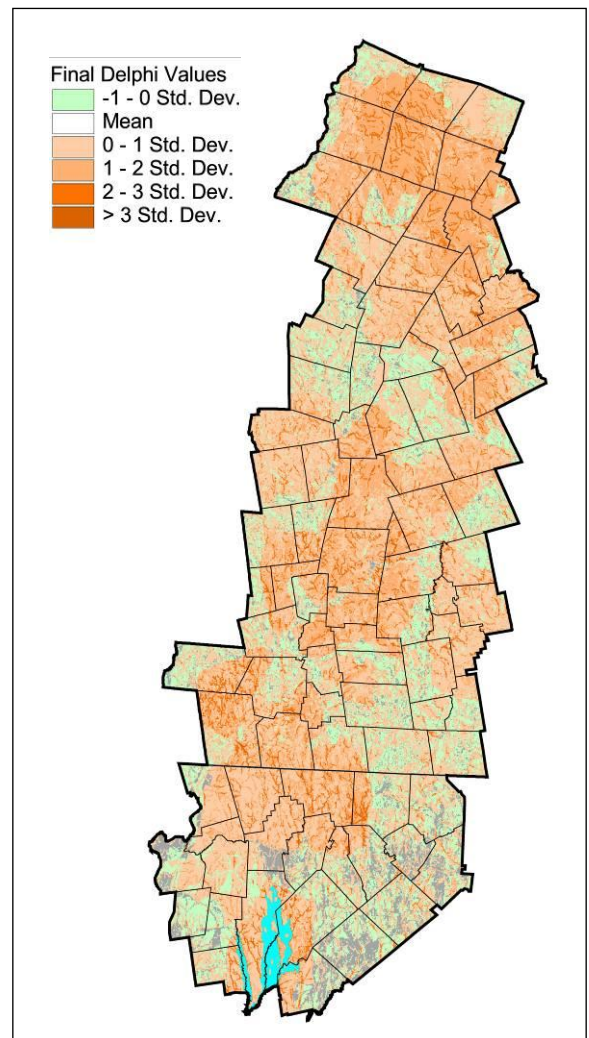 Final Delphi Values
-1 - 0 Std. Dev.
Mean
0 - 1 Std. Dev.
1 - 2 Std. Dev.
2 - 3 Std. Dev.
> 3 Std. Dev.